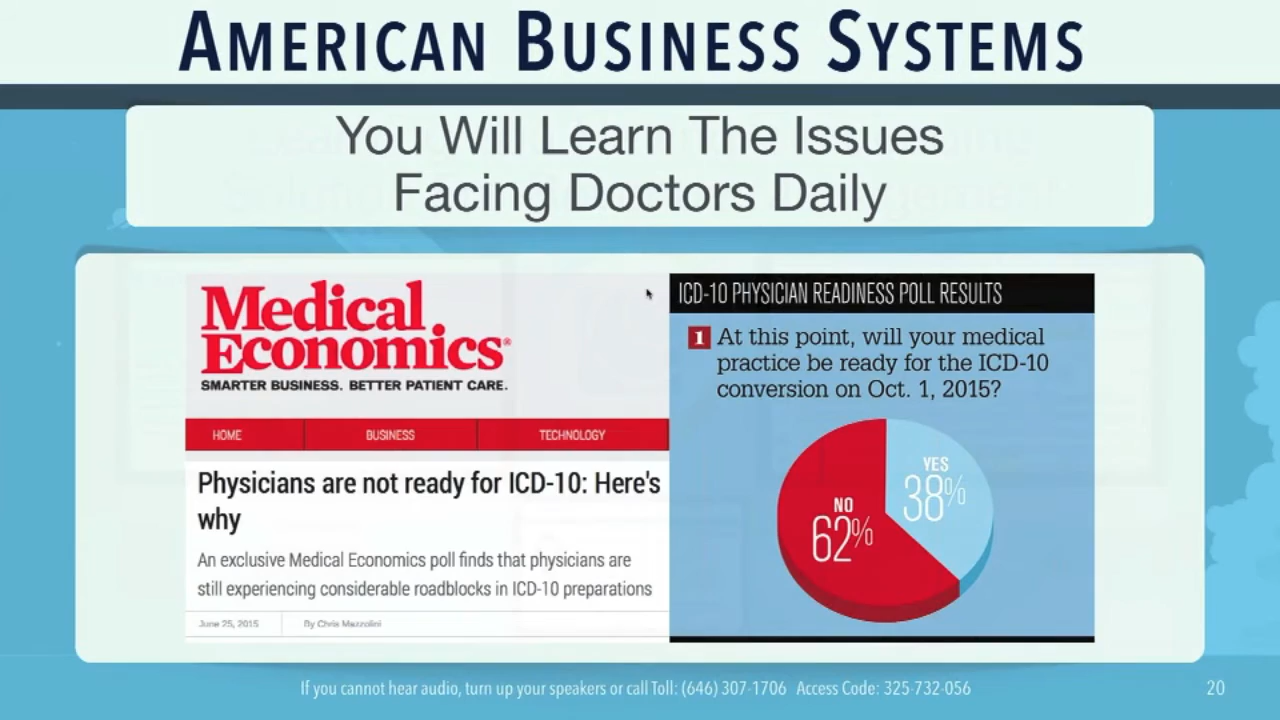 AMERICAN BUSINESS SYSTEMS
You Will Learn The Issues
Facing Doctors Daily
Medical
Economics®
SMARTER BUSINESS. BETTER PATIENT CARE.
HOME BUSINESS TECHNOLOGY
Physicians are not ready for ICD-10: Here's
why
An exclusive Medical Economics poll finds that physicians are
still experiencing considerable roadblocks in ICD-10 preparations
June 25, 2015 By Chris Mazzolini
ICD-10 PHYSICIAN READINESS POLL RESULTS
1 At this point, will your medical
practice be ready for the ICD-10
conversion on Oct. 1, 2015?
YES
38%
NO
62%
If you cannot hear audio, turn up your speakers or call Toll: (646) 307-1706 Access Code: 325-732-056
20